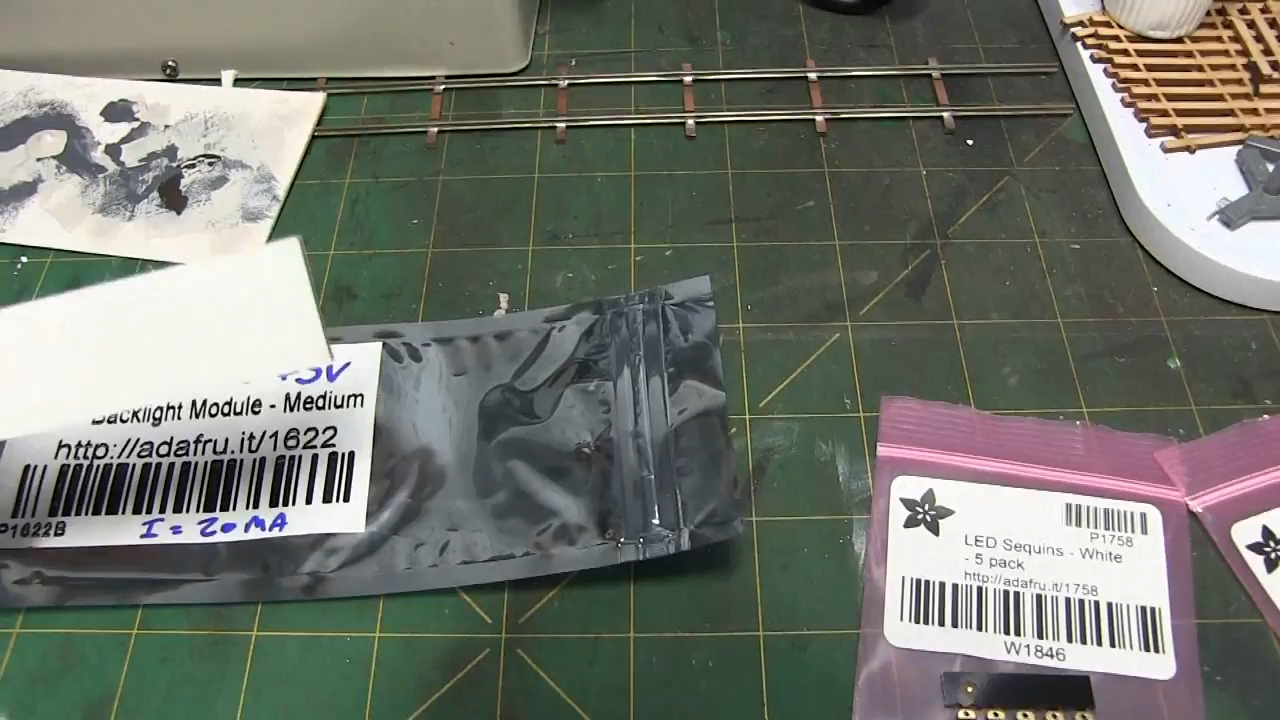 Backlight Module - Medium
http://adafru.it/1622
P1622B
I = 20 MA
P1758
LED Sequins - White
- 5 pack
http://adafru.it/1758
W1846